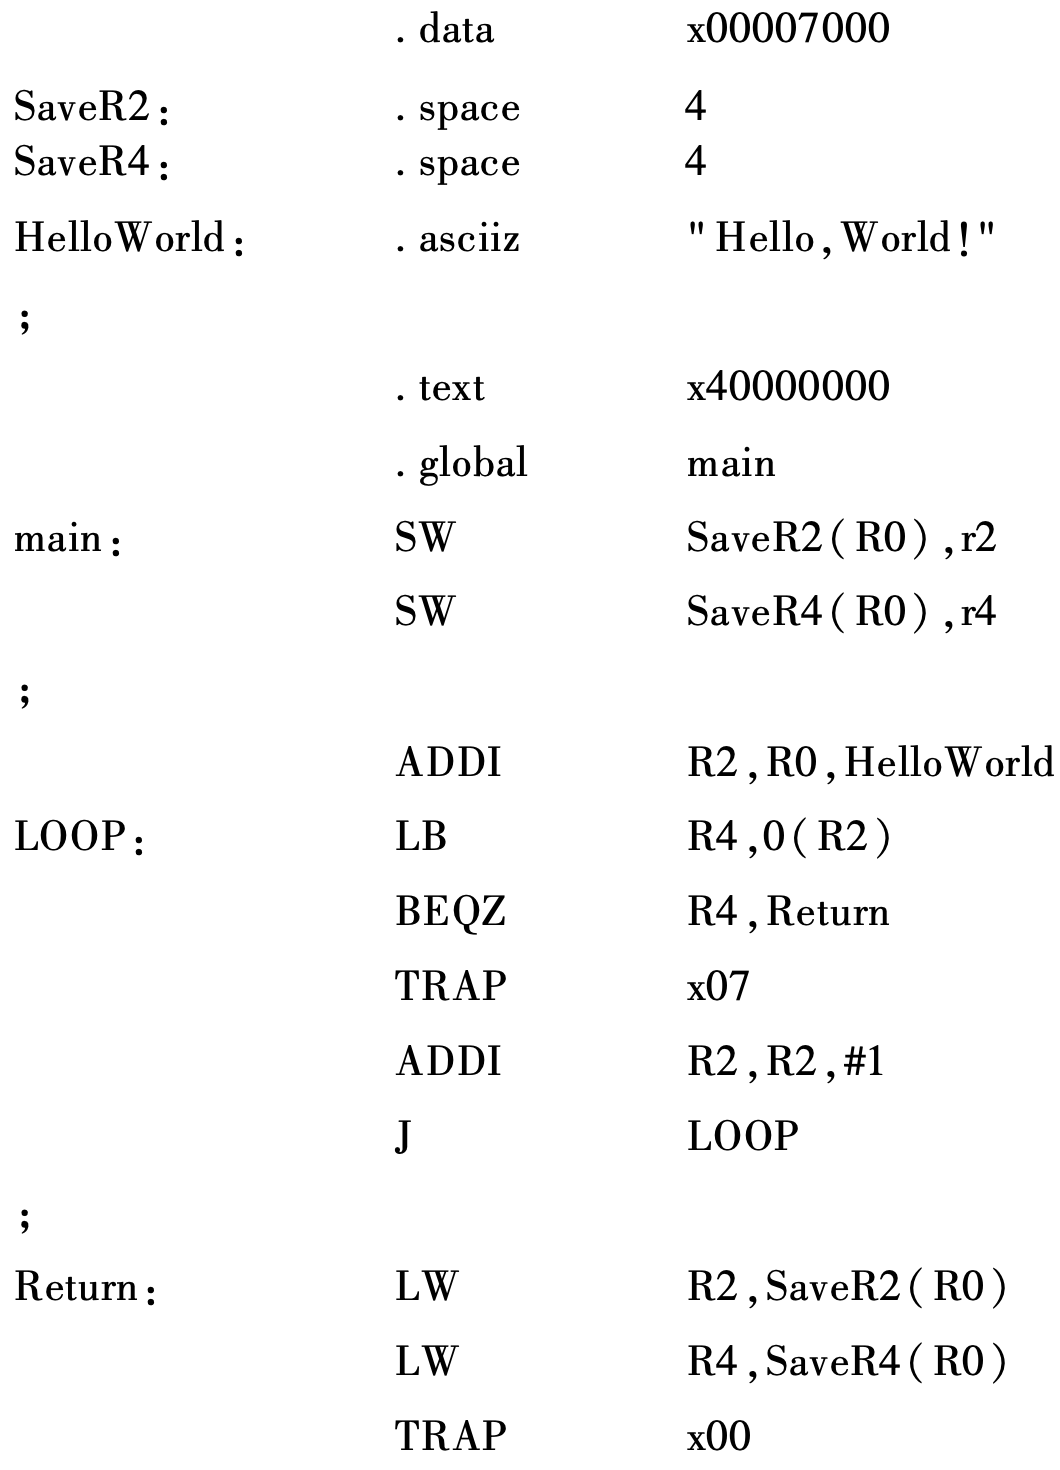 . data x00007000
SaveR2: . space 4
SaveR4: . space 4
HelloWorld: . asciiz "Hello,World!"
;
. text x40000000
. global main
main: SW SaveR2(R0),r2
SW SaveR4(R0),r4
;
ADDI R2,R0,HelloWorld
LOOP: LB R4,0(R2)
BEQZ R4,Return
TRAP x07
ADDI R2,R2,#1
J LOOP
;
Return: LW R2,SaveR2(R0)
LW R4,SaveR4(R0)
TRAP x00